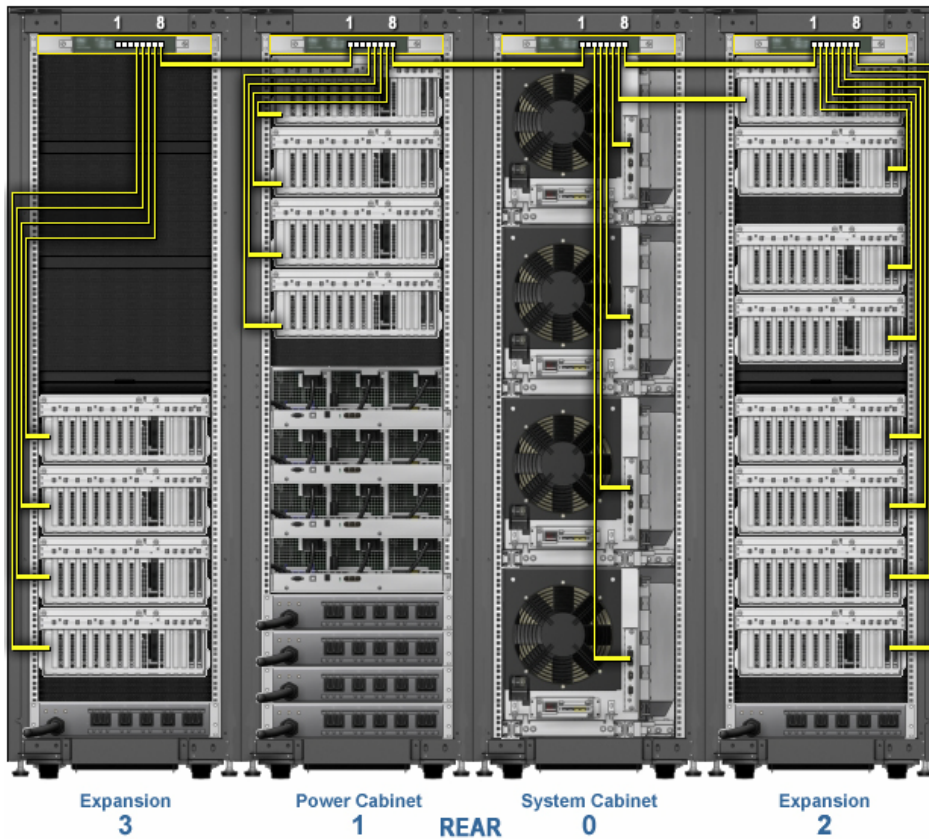 1 8 1 8 1 8 1 8
Expansion Power Cabinet System Cabinet Expansion
3 1 REAR 0 2